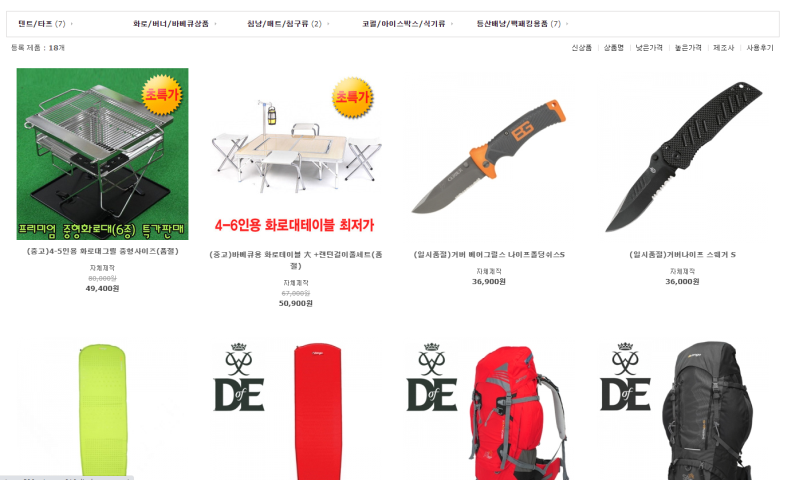 텐트/타프 (7)
화로/버너/바베큐상품
침낭/매트/침구류 (2)
코펠/아이스박스/식기류
등산배낭/백패킹용품 (7)
등록 제품 : 18개
신상품 | 상품명 | 낮은가격 | 높은가격 | 제조사 | 사용후기
초특가
프리미엄 중형화로대(6종) 특가판매
초특가
4-6인용 화로대테이블 최저가
BG
GERBER
(중고)4-5인용 화로대그릴 중형사이즈(품절)
자체제작
80,000원
49,400원
(중고)바베큐용 화로테이블 大 +랜턴걸이풀세트(품
절)
자체제작
67,000원
50,900원
(일시품절)거버 베어그릴스 나이프폴딩쉬스S
자체제작
36,900원
(일시품절)거버나이프 스웨거 S
자체제작
36,000원
DofE
DofE
DofE